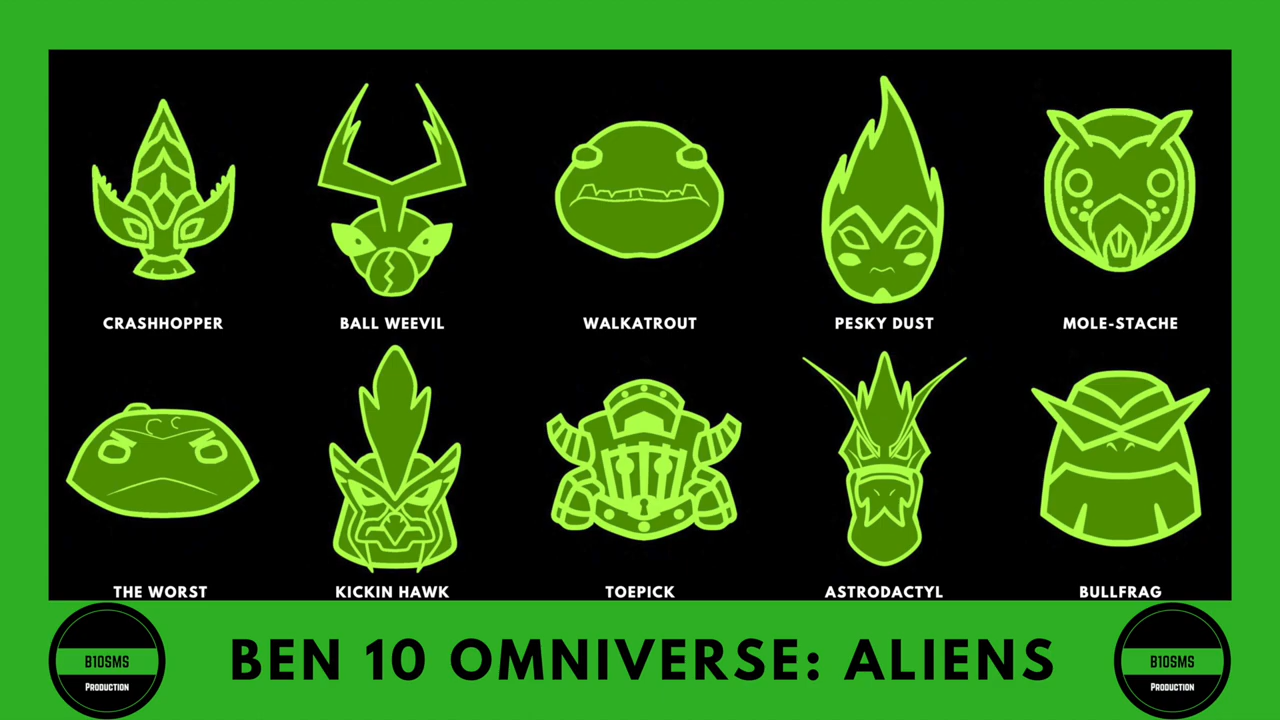 CRASHHOPPER
BALL WEEVIL
WALKATROUT
PESKY DUST
MOLE-STACHE
THE WORST
KICKIN HAWK
TOEPICK
ASTRODACTYL
BULLFRAG
BEN 10 OMNIVERSE: ALIENS
B10SMS
PRODUCTION
B10SMS
PRODUCTION